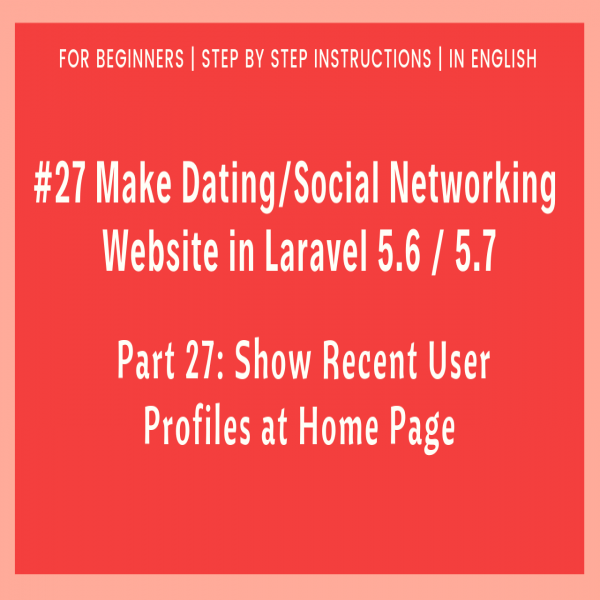 FOR BEGINNERS | STEP BY STEP INSTRUCTIONS | IN ENGLISH
#27 Make Dating/Social Networking
Website in Laravel 5.6 / 5.7
Part 27: Show Recent User
Profiles at Home Page